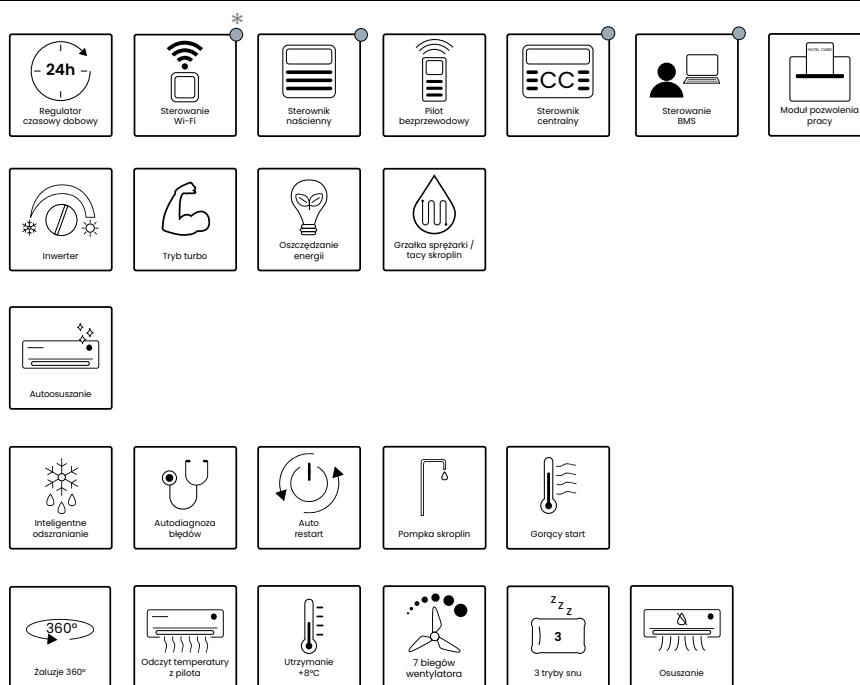 *
24h
Regulator
czasowy dobowy
Sterowanie
Wi-Fi
Sterownik
naścienny
Pilot
bezprzewodowy
CC
Sterownik
centralny
Sterowanie
BMS
HOTEL CARD
Moduł pozwolenia
pracy
Inwerter
Tryb turbo
Oszczędzanie
energii
Grzałka sprężarki /
tacy skroplin
Autoosuszanie
Inteligentne
odszranianie
Autodiagnoza
błędów
Auto
restart
Pompka skroplin
Gorący start
360°
Żaluzje 360°
Odczyt temperatury
z pilota
Utrzymanie
+8°C
7 biegów
wentylatora
z z z
3
3 tryby snu
Osuszanie